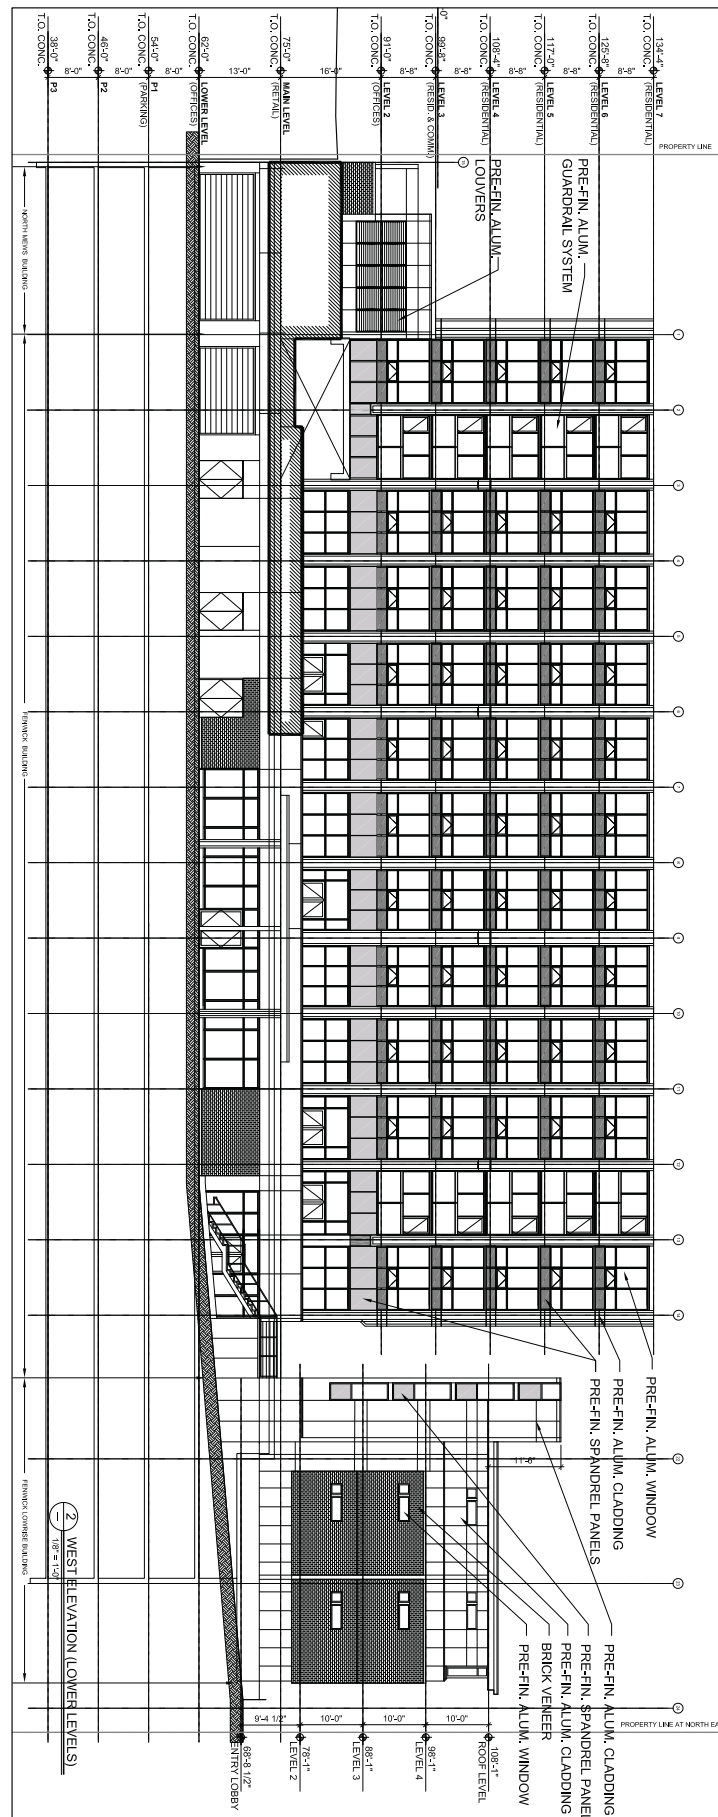 134'-4"
T.O. CONC.
LEVEL 7
8'-8"
125'-8"
T.O. CONC.
LEVEL 6
(RESIDENTIAL)
8'-8"
117'-0"
T.O. CONC.
LEVEL 5
(RESIDENTIAL)
8'-8"
108'-4"
T.O. CONC.
LEVEL 4
(RESIDENTIAL)
8'-8"
99'-8"
T.O. CONC.
LEVEL 3
(RESID. & COMM.)
8'-8"
91'-0"
T.O. CONC.
LEVEL 2
(OFFICES)
16'-0"
75'-0"
T.O. CONC.
MAIN LEVEL
(RETAIL)
13'-0"
62'-0"
T.O. CONC.
LOWER LEVEL
(OFFICES)
8'-0"
54'-0"
T.O. CONC.
P1
(PARKING)
8'-0"
46'-0"
T.O. CONC.
P2
8'-0"
38'-0"
T.O. CONC.
P3
PROPERTY LINE
PRE-FIN. ALUM.
GUARDRAIL SYSTEM
PRE-FIN. ALUM.
LOUVERS
NORTH MEWS BUILDING
FENWICK BUILDING
FENWICK LOWRISE BUILDING
PRE-FIN. ALUM. WINDOW
PRE-FIN. ALUM. CLADDING
PRE-FIN. SPANDREL PANELS
11'-6"
PRE-FIN. ALUM. CLADDING
PRE-FIN. SPANDREL PANEL
PRE-FIN. ALUM. CLADDING
BRICK VENEER
PRE-FIN. ALUM. WINDOW
PROPERTY LINE AT NORTH EA
108'-1"
ROOF LEVEL
10'-0"
98'-1"
LEVEL 4
10'-0"
88'-1"
LEVEL 3
10'-0"
78'-1"
LEVEL 2
9'-4 1/2"
68'-8 1/2"
ENTRY LOBBY
2
WEST ELEVATION (LOWER LEVELS)
1/8" = 1'-0"